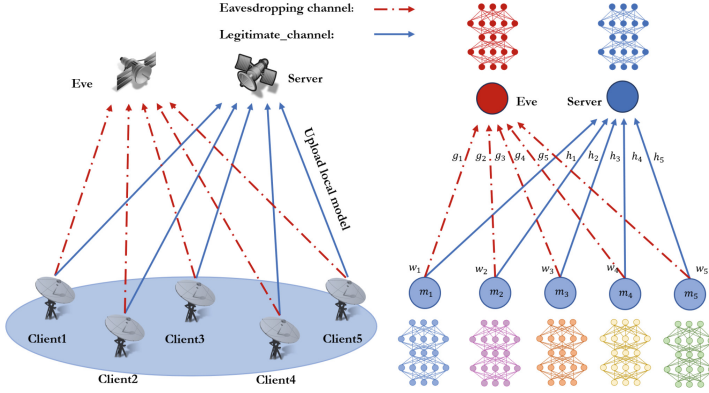 Eavesdropping channel:
Legitimate_channel:
Eve
Server
Upload local model
Client1
Client2
Client3
Client4
Client5
Eve
Server
g₁ g₂ g₃ g₄ g₅ h₁ h₂ h₃ h₄ h₅
w₁ w₂ w₃ w₄ w₅
m₁ m₂ m₃ m₄ m₅